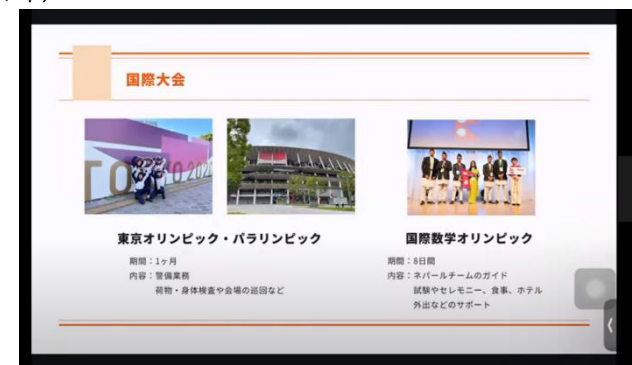 国際大会
TOKYO 2020
東京オリンピック・パラリンピック
期間：1ヶ月
内容：警備業務
荷物・身体検査や会場の巡回など
国際数学オリンピック
期間：8日間
内容：ネパールチームのガイド
試験やセレモニー、食事、ホテル
外出などのサポート